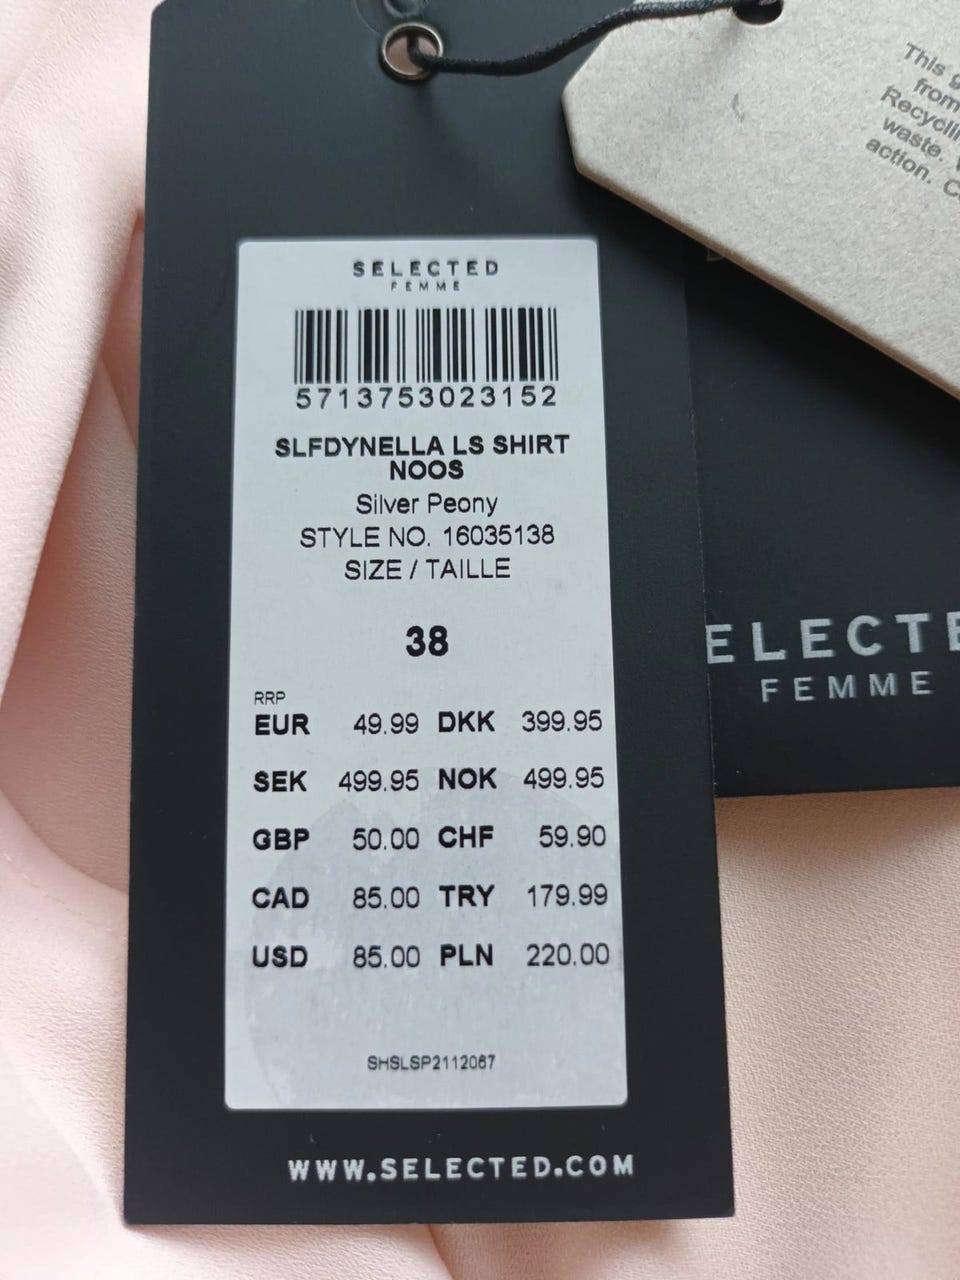 This
from
Recycli
waste.
action.
SELECTED
FEMME
5713753023152
SLFDYNELLA LS SHIRT
NOOS
Silver Peony
STYLE NO. 16035138
SIZE / TAILLE
38
RRP
EUR 49.99 DKK 399.95
SEK 499.95 NOK 499.95
GBP 50.00 CHF 59.90
CAD 85.00 TRY 179.99
USD 85.00 PLN 220.00
SHSLSP2112067
WWW.SELECTED.COM
ELECTE
FEMME